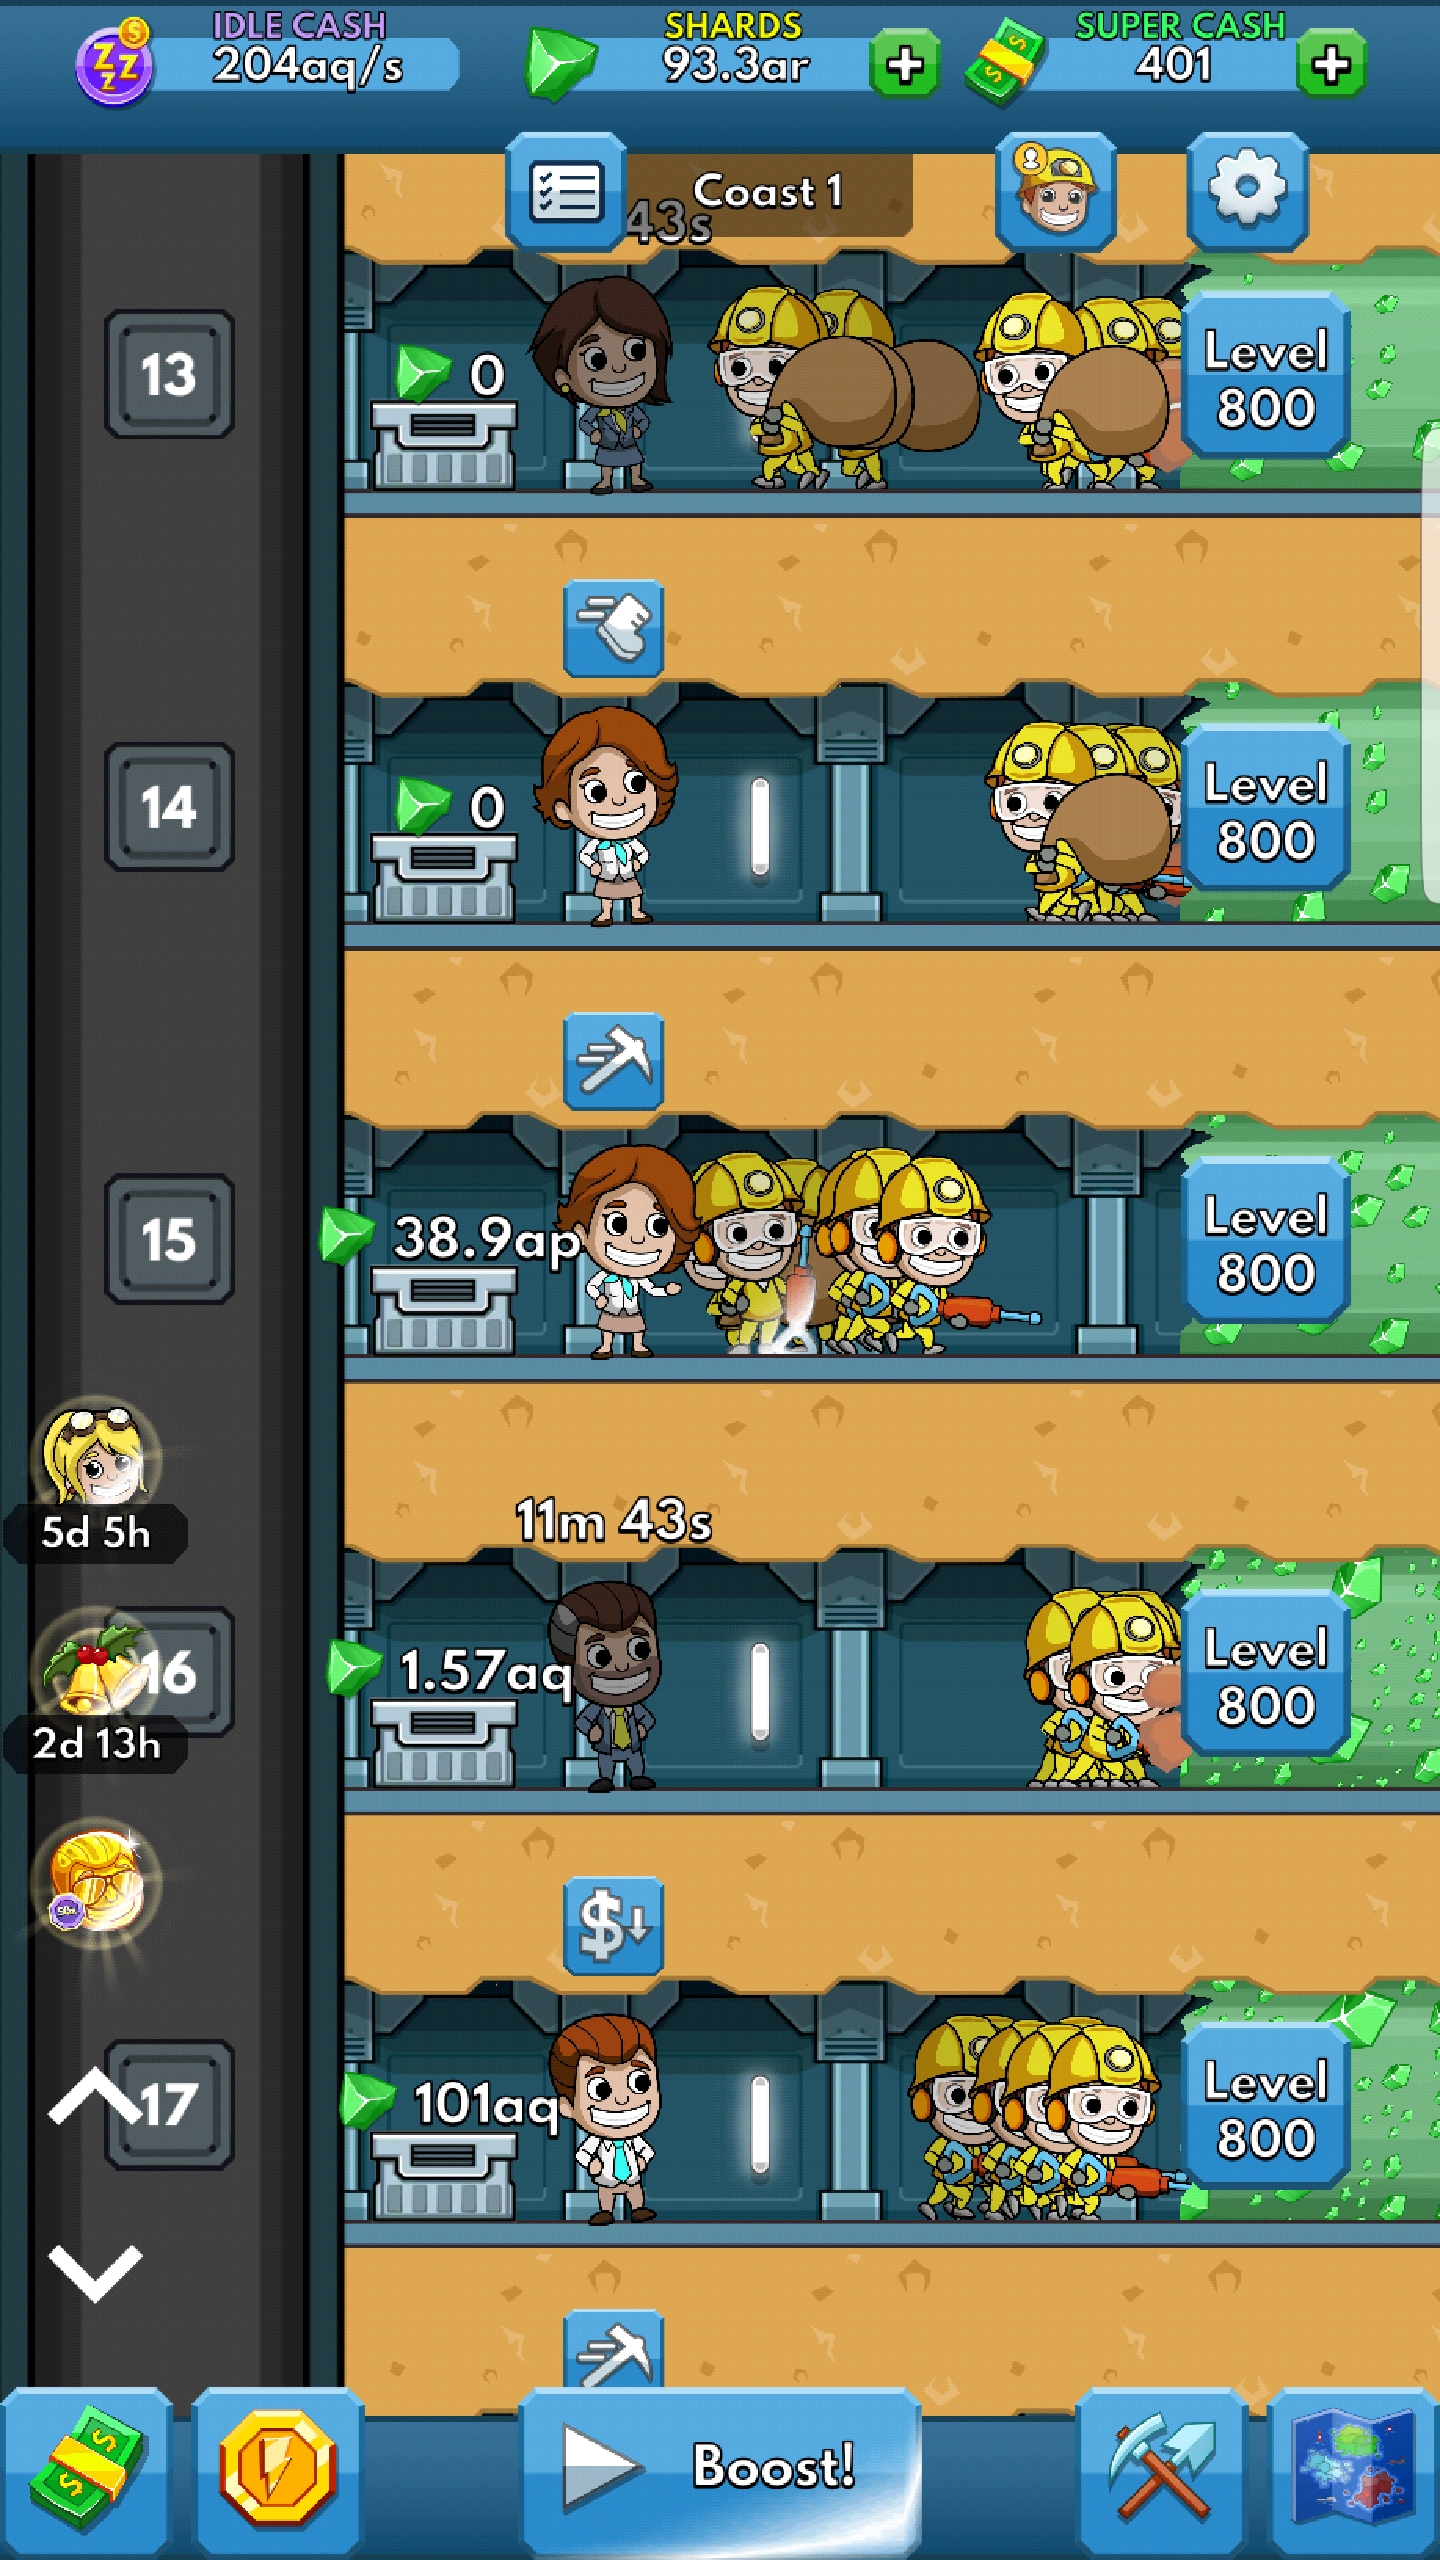 IDLE CASH
204aq/s
SHARDS
93.3ar
SUPER CASH
401
Coast 1
43s
13
0
Level
800
14
0
Level
800
15
38.9ap
Level
800
5d 5h
11m 43s
16
1.57aq
Level
800
2d 13h
17
101aq
Level
800
Boost!